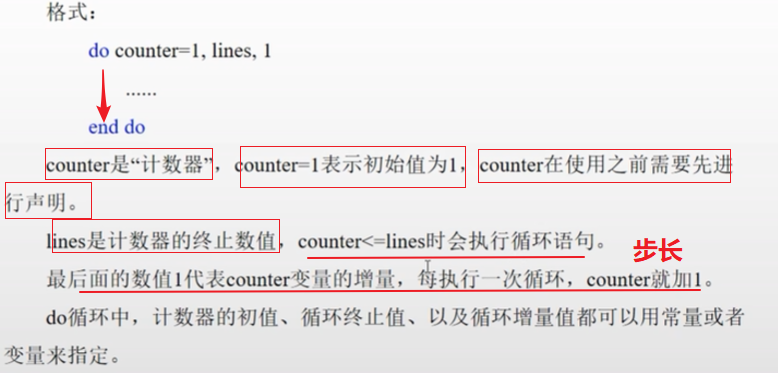 格式：
do counter=1, lines, 1
......
end do
counter是“计数器”，counter=1表示初始值为1，counter在使用之前需要先进
行声明。
lines是计数器的终止数值，counter<=lines时会执行循环语句。
步长
最后面的数值1代表counter变量的增量，每执行一次循环，counter就加1。
do循环中，计数器的初值、循环终止值、以及循环增量值都可以用常量或者
变量来指定。